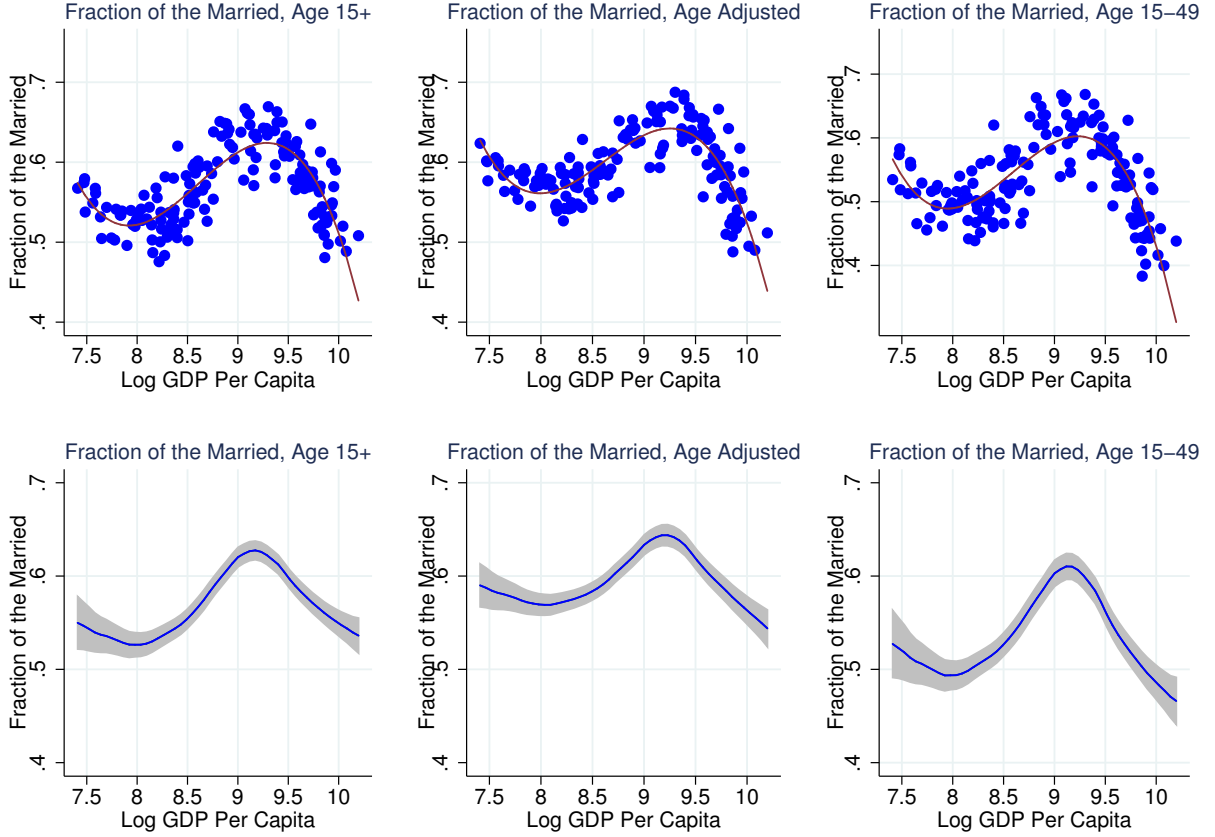 Fraction of the Married, Age 15+
Fraction of the Married
.4 .5 .6 .7
7.5 8 8.5 9 9.5 10
Log GDP Per Capita
Fraction of the Married, Age Adjusted
Fraction of the Married
.4 .5 .6 .7
7.5 8 8.5 9 9.5 10
Log GDP Per Capita
Fraction of the Married, Age 15−49
Fraction of the Married
.4 .5 .6 .7
7.5 8 8.5 9 9.5 10
Log GDP Per Capita
Fraction of the Married, Age 15+
Fraction of the Married
.4 .5 .6 .7
7.5 8 8.5 9 9.5 10
Log GDP Per Capita
Fraction of the Married, Age Adjusted
Fraction of the Married
.4 .5 .6 .7
7.5 8 8.5 9 9.5 10
Log GDP Per Capita
Fraction of the Married, Age 15−49
Fraction of the Married
.4 .5 .6 .7
7.5 8 8.5 9 9.5 10
Log GDP Per Capita